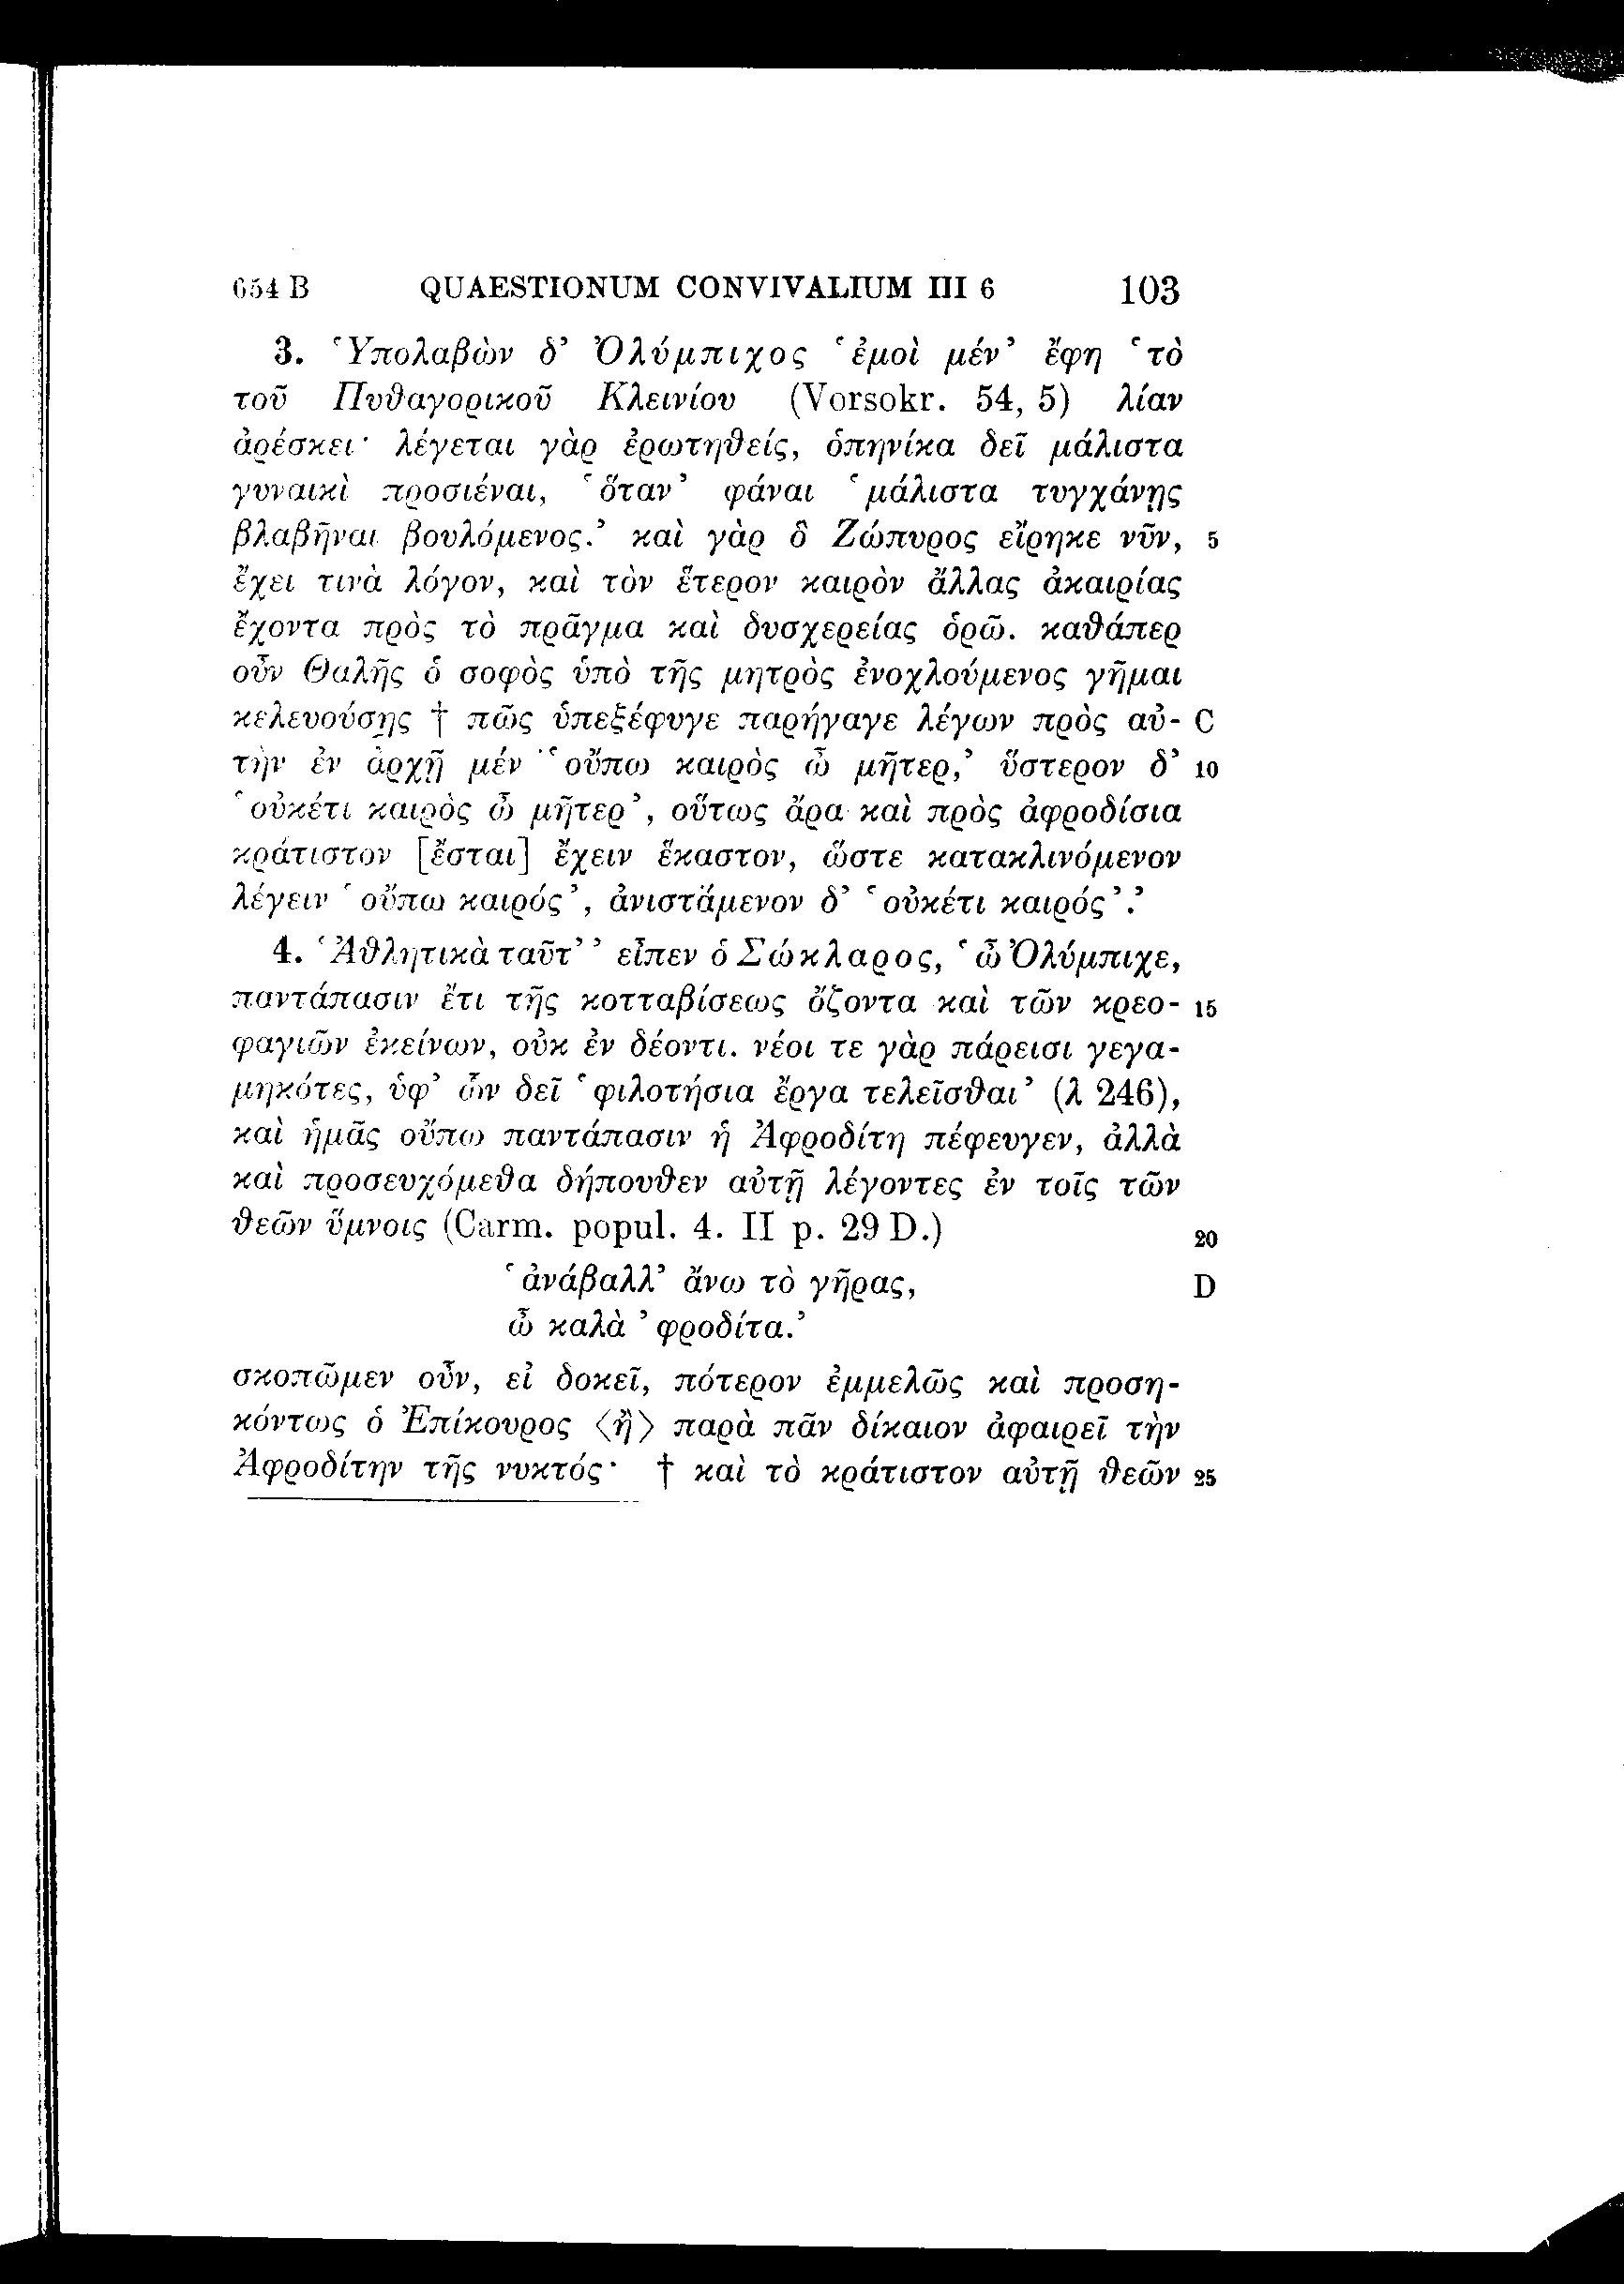 654 B QUAESTIONUM CONVIVALIUM III 6 103
3. Ὑπολαβὼν δ’ Ὀλύμπιχος ‘ἐμοὶ μέν’ ἔφη ‘τὸ
τοῦ Πυθαγορικοῦ Κλεινίου (Vorsokr. 54, 5) λίαν
ἀρέσκει· λέγεται γὰρ ἐρωτηθείς, ὁπηνίκα δεῖ μάλιστα
γυναικὶ προσιέναι, ‘ὅταν’ φάναι ‘μάλιστα τυγχάνῃς
βλαβῆναι βουλόμενος.’ καὶ γὰρ ὃ Ζώπυρος εἴρηκε νῦν, 5
ἔχει τινὰ λόγον, καὶ τὸν ἕτερον καιρὸν ἄλλας ἀκαιρίας
ἔχοντα πρὸς τὸ πρᾶγμα καὶ δυσχερείας ὁρῶ. καθάπερ
οὖν Θαλῆς ὁ σοφὸς ὑπὸ τῆς μητρὸς ἐνοχλούμενος γῆμαι
κελευούσης † πῶς ὑπεξέφυγε παρήγαγε λέγων πρὸς αὐ- C
τὴν ἐν ἀρχῇ μέν ‘οὔπω καιρὸς ὦ μῆτερ,’ ὕστερον δ’ 10
‘οὐκέτι καιρὸς ὦ μῆτερ’, οὕτως ἄρα καὶ πρὸς ἀφροδίσια
κράτιστον [ἔσται] ἔχειν ἕκαστον, ὥστε κατακλινόμενον
λέγειν ‘οὔπω καιρός’, ἀνιστάμενον δ’ ‘οὐκέτι καιρός’.’
4. ‘Ἀθλητικὰ ταῦτ’’ εἶπεν ὁ Σώκλαρος, ‘ὦ Ὀλύμπιχε,
παντάπασιν ἔτι τῆς κοτταβίσεως ὄζοντα καὶ τῶν κρεο- 15
φαγιῶν ἐκείνων, οὐκ ἐν δέοντι. νέοι τε γὰρ πάρεισι γεγα-
μηκότες, ὑφ’ ὧν δεῖ ‘φιλοτήσια ἔργα τελεῖσθαι’ (λ 246),
καὶ ἡμᾶς οὔπω παντάπασιν ἡ Ἀφροδίτη πέφευγεν, ἀλλὰ
καὶ προσευχόμεθα δήπουθεν αὐτῇ λέγοντες ἐν τοῖς τῶν
θεῶν ὕμνοις (Carm. popul. 4. II p. 29 D.) 20
‘ἀνάβαλλ’ ἄνω τὸ γῆρας, D
ὦ καλὰ ’φροδίτα.’
σκοπῶμεν οὖν, εἰ δοκεῖ, πότερον ἐμμελῶς καὶ προση-
κόντως ὁ Ἐπίκουρος ⟨ἢ⟩ παρὰ πᾶν δίκαιον ἀφαιρεῖ τὴν
Ἀφροδίτην τῆς νυκτός· † καὶ τὸ κράτιστον αὐτῇ θεῶν 25